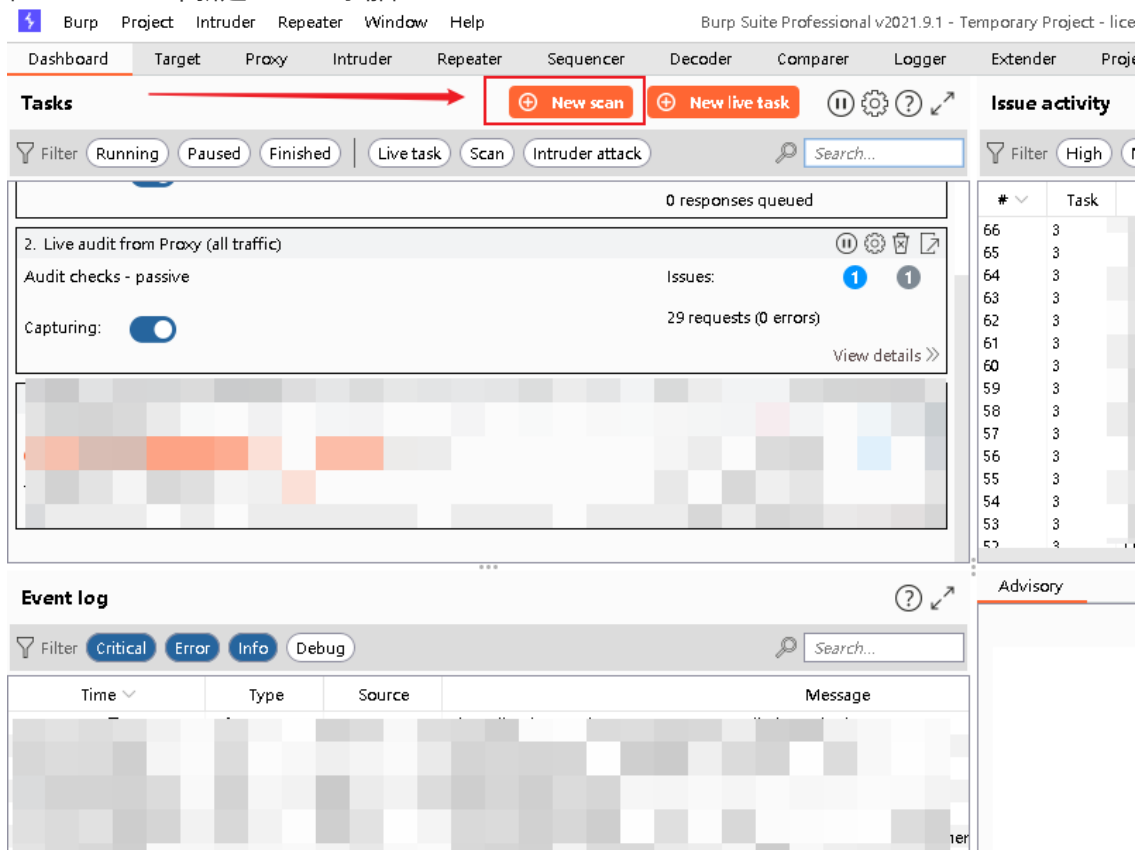 Burp Project Intruder Repeater Window Help Burp Suite Professional v2021.9.1 - Temporary Project - lice
Dashboard Target Proxy Intruder Repeater Sequencer Decoder Comparer Logger Extender Proje
Tasks New scan New live task Issue activity
Filter Running Paused Finished Live task Scan Intruder attack Search... Filter High
# Task
0 responses queued
66 3
2. Live audit from Proxy (all traffic)
65 3
Audit checks - passive Issues: 1 1
64 3
63 3
Capturing: 29 requests (0 errors)
62 3
61 3
View details
60 3
59 3
58 3
57 3
56 3
55 3
54 3
53 3
52 3
Event log Advisory
Filter Critical Error Info Debug Search...
Time Type Source Message